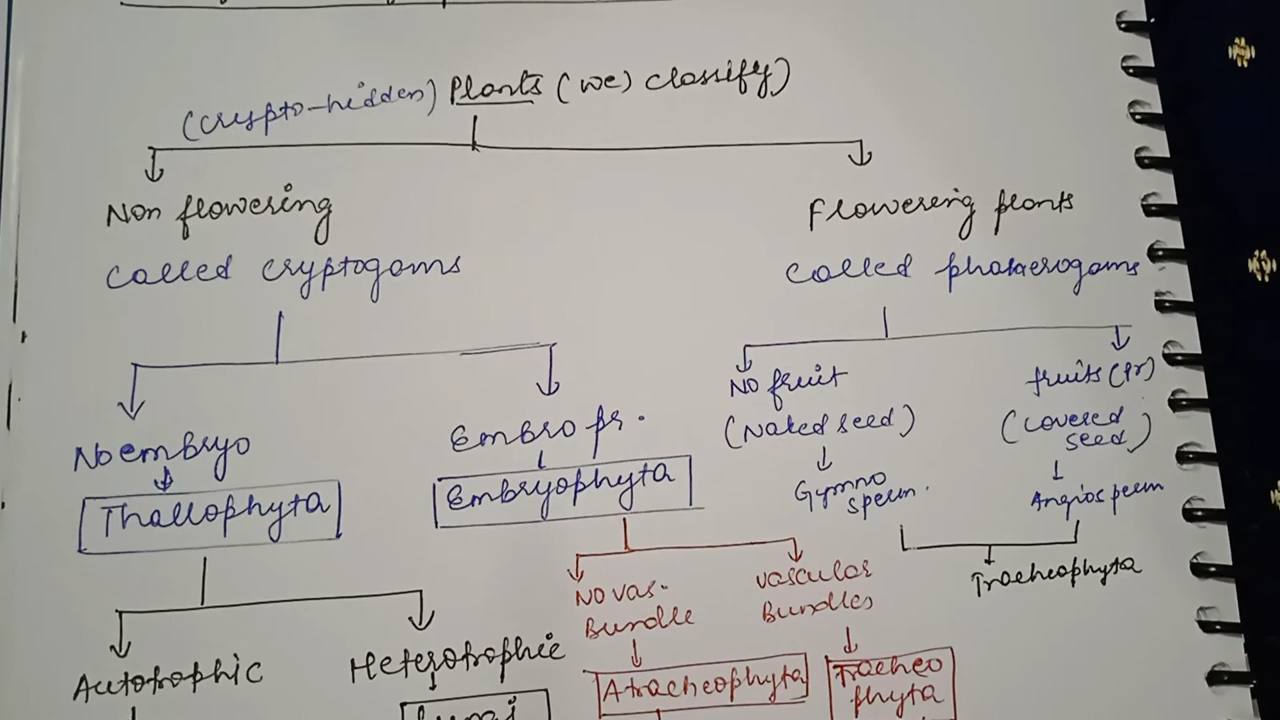 (crypto-hidden) Plants (we) classify)
Non flowering
called cryptogams
Flowering plants
called phanerogams
No embryo
Thallophyta
Embro pr.
Embryophyta
No fruit
(Naked seed)
Gymno
sperm.
fruits (pr)
(covered
seed)
Angiosperm
Tracheophyta
No vas.
Bundle
Atracheophyta
vascular
Bundles
Tracheo
phyta
Autotrophic
Heterotrophic